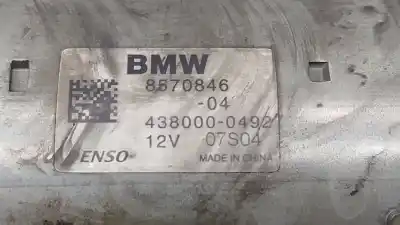 BMW
8570846
-04
438000-0492
12V 07S04
ENSO MADE IN CHINA